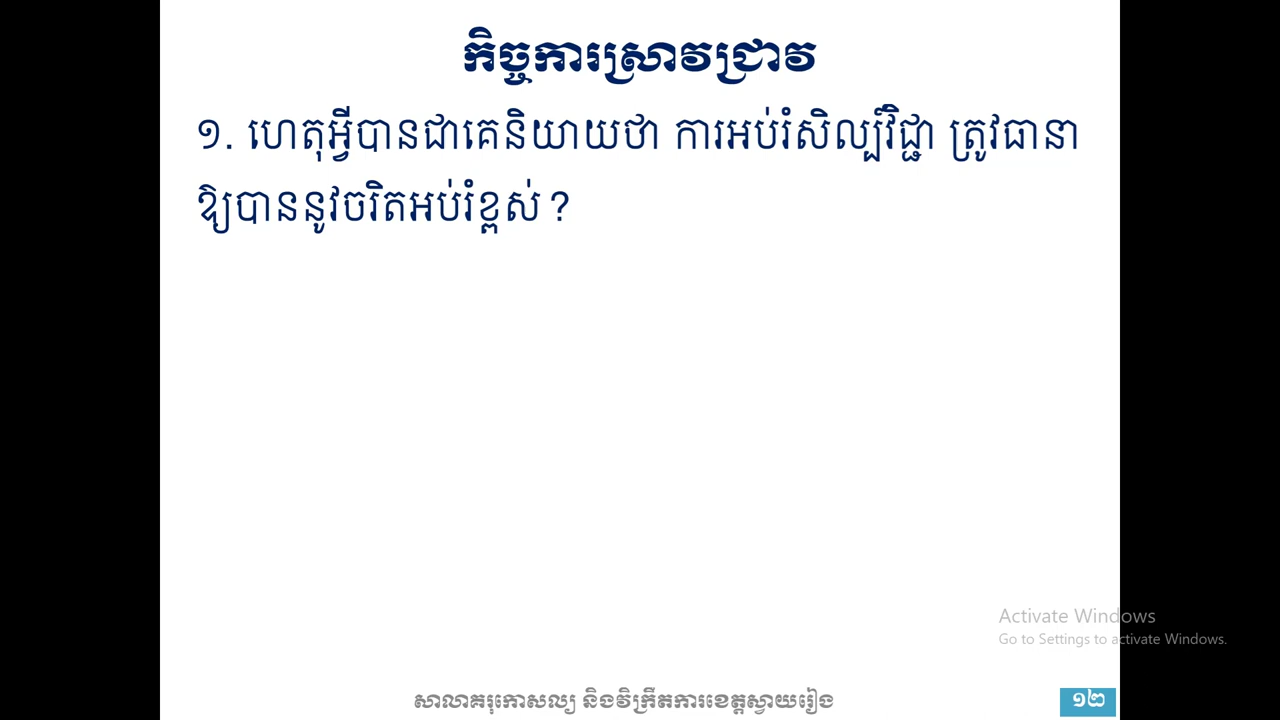 កិច្ចការស្រាវជ្រាវ
១. ហេតុអ្វីបានជាគេនិយាយថា ការអប់រំសិល្ប៍វិជ្ជា ត្រូវធានា
ឱ្យបាននូវចរិតអប់រំខ្ពស់ ?
Activate Windows
Go to Settings to activate Windows.
សាលាគរុកោសល្យ និងវិក្រឹតការខេត្តស្វាយរៀង
១២